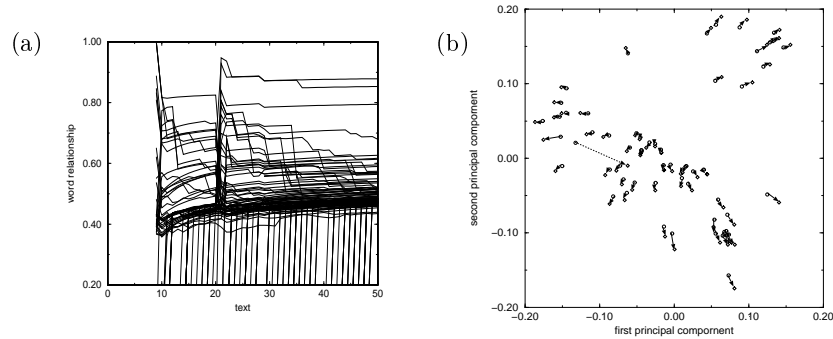 (a)
1.00
0.80
0.60
0.40
0.20
word relationship
0 10 20 30 40 50
text
(b)
0.20
0.10
0.00
−0.10
−0.20
second principal compornent
−0.20 −0.10 0.00 0.10 0.20
first principal compornent